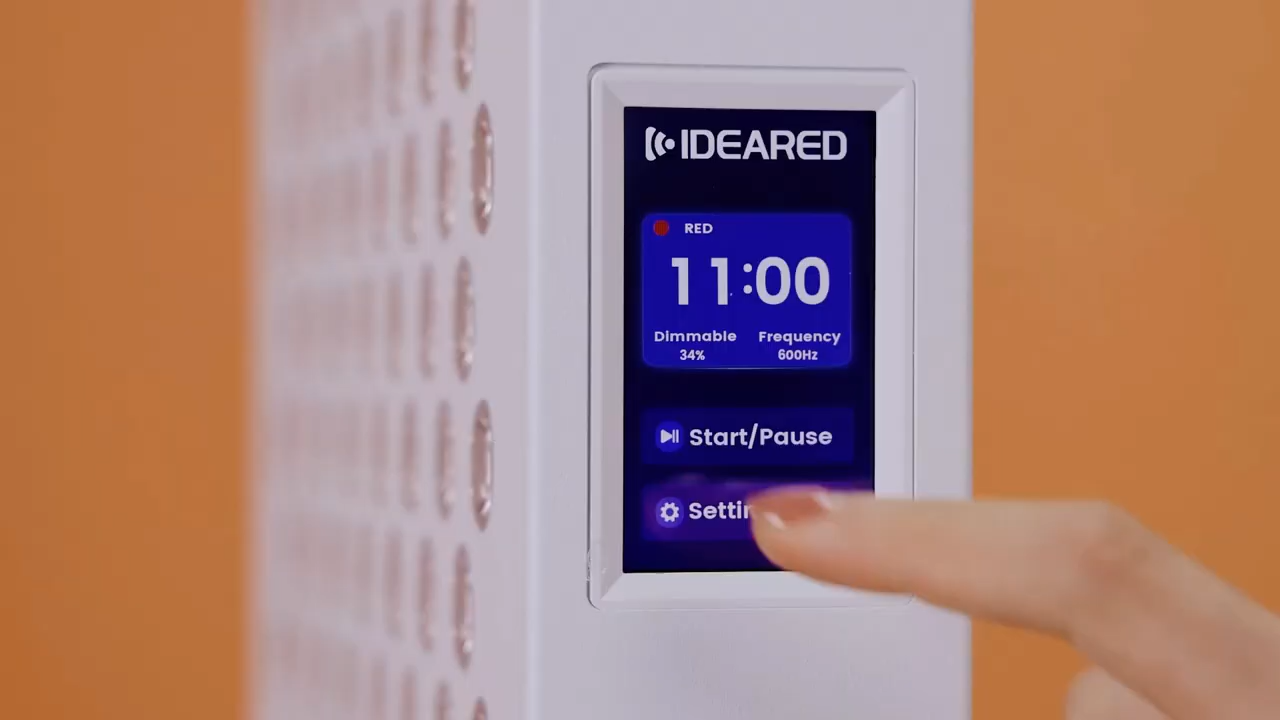 IDEARED
RED
11:00
Dimmable Frequency
34% 600Hz
Start/Pause